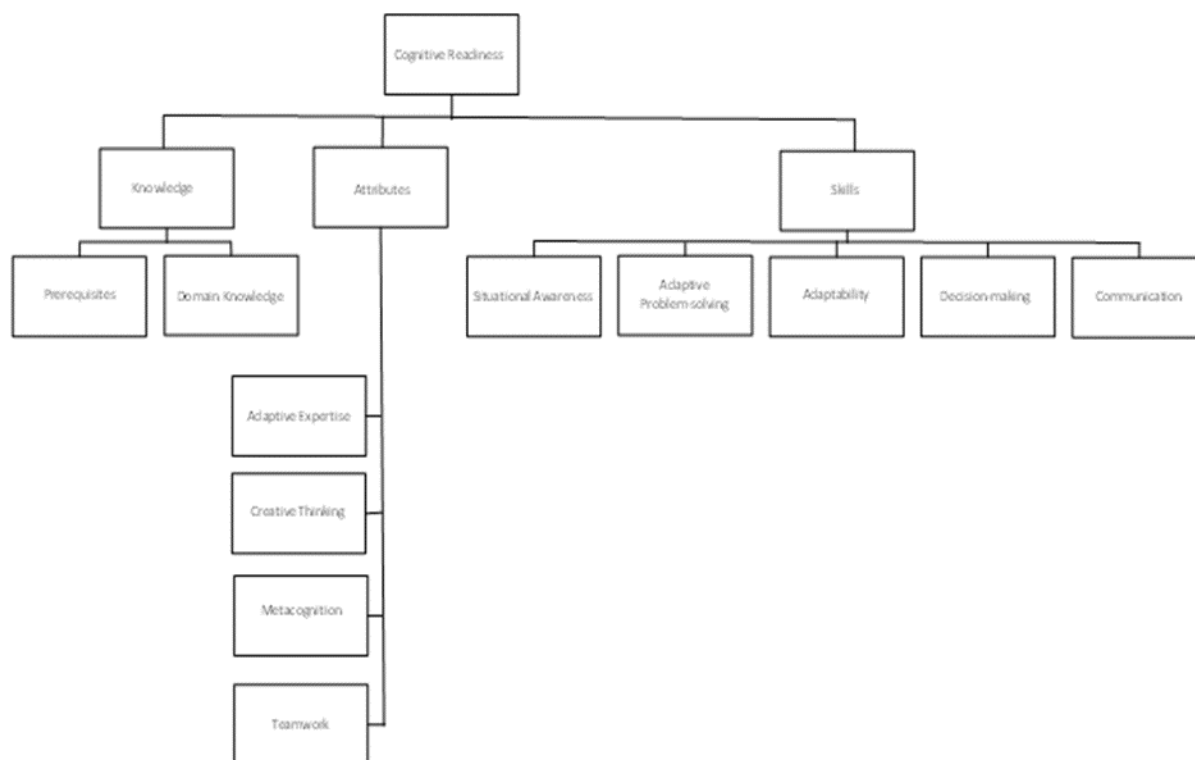 Cognitive Readiness
Knowledge
Attributes
Skills
Prerequisites
Domain Knowledge
Situational Awareness
Adaptive
Problem-solving
Adaptability
Decision-making
Communication
Adaptive Expertise
Creative Thinking
Metacognition
Teamwork